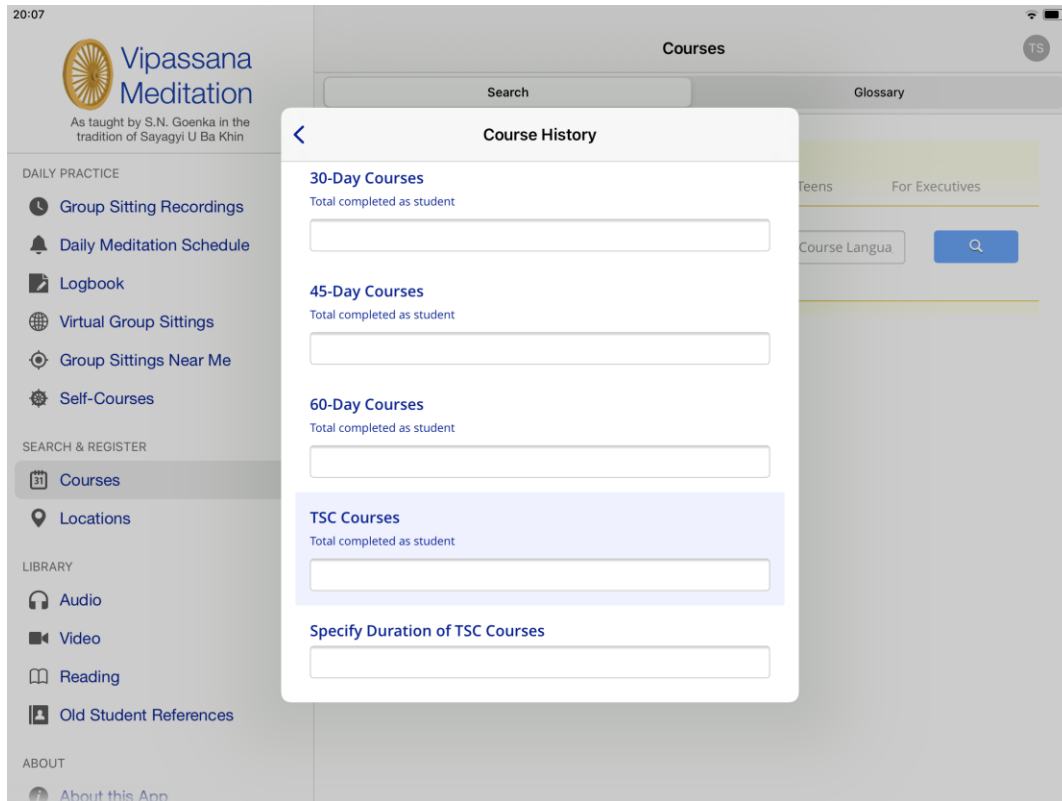 20:07
Vipassana
Meditation
As taught by S.N. Goenka in the
tradition of Sayagyi U Ba Khin
DAILY PRACTICE
Group Sitting Recordings
Daily Meditation Schedule
Logbook
Virtual Group Sittings
Group Sittings Near Me
Self-Courses
SEARCH & REGISTER
31
Courses
Locations
LIBRARY
Audio
Video
Reading
Old Student References
ABOUT
About this App
Courses
TS
Search
Glossary
Teens
For Executives
Course Langua
Course History
30-Day Courses
Total completed as student
45-Day Courses
Total completed as student
60-Day Courses
Total completed as student
TSC Courses
Total completed as student
Specify Duration of TSC Courses